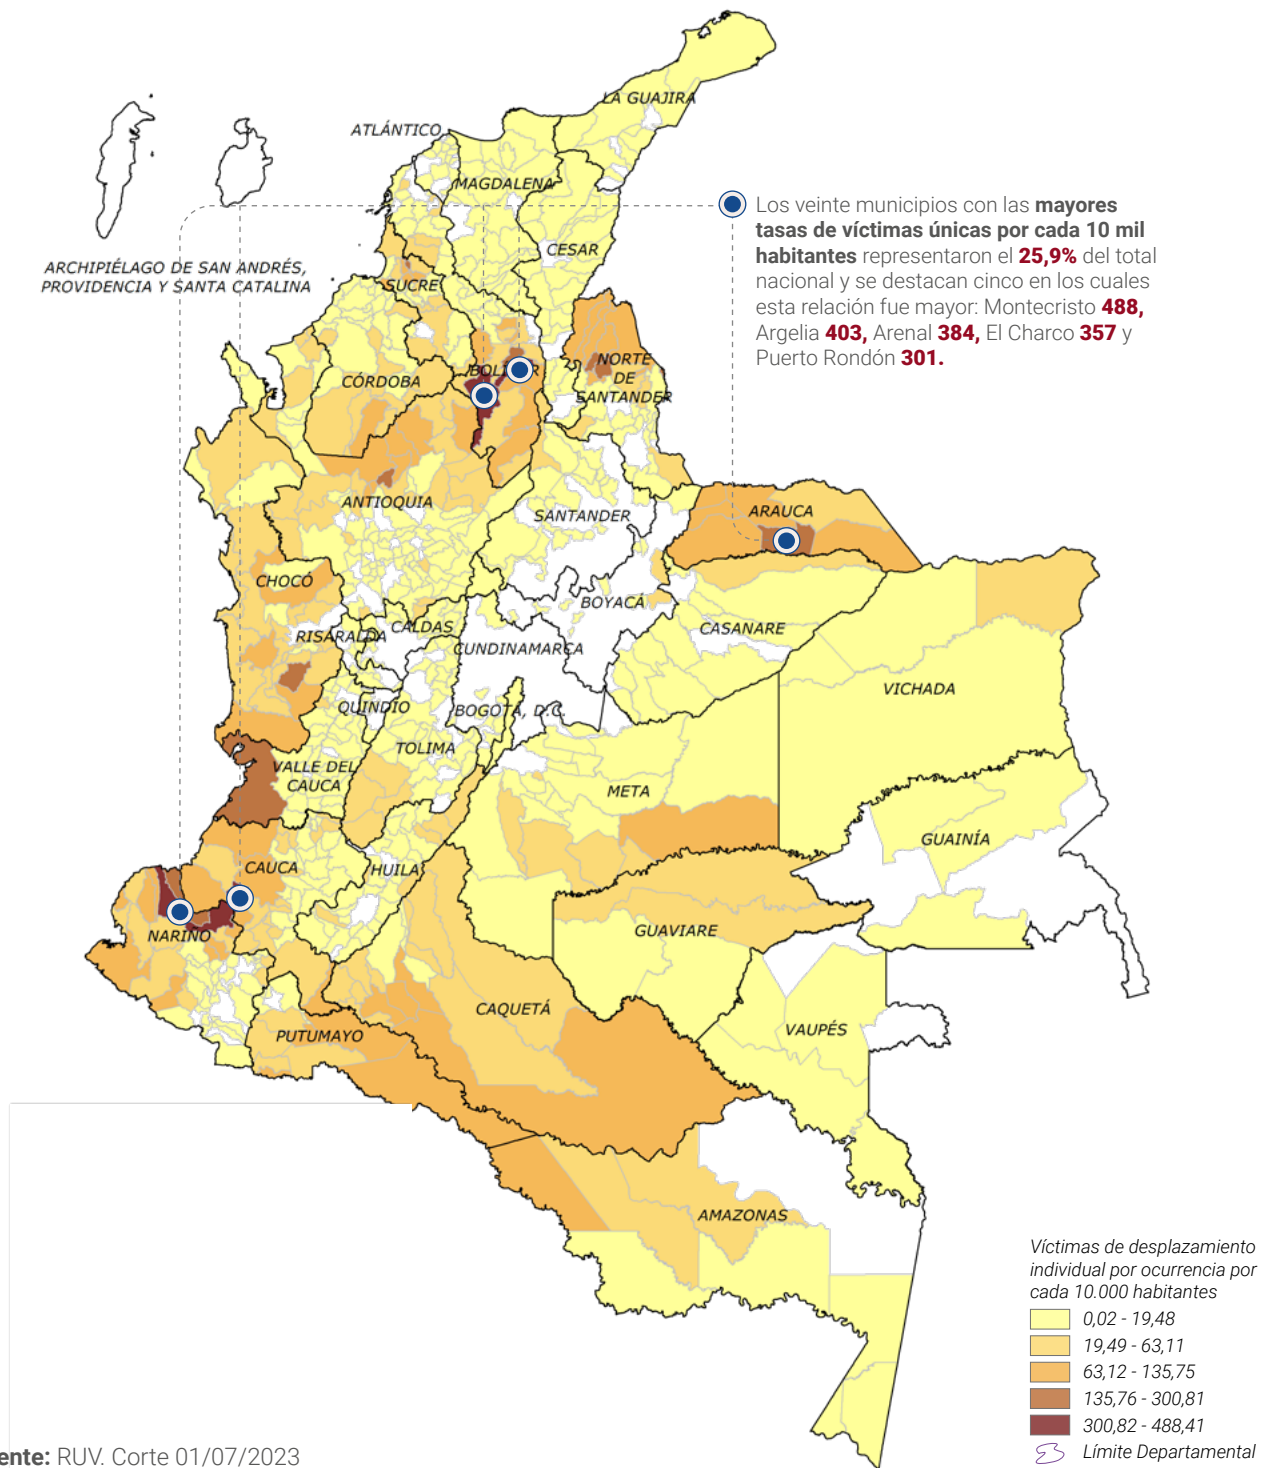 LA GUAJIRA
ATLÁNTICO
MAGDALENA
Los veinte municipios con las mayores
tasas de víctimas únicas por cada 10 mil
habitantes representaron el 25,9% del total
nacional y se destacan cinco en los cuales
esta relación fue mayor: Montecristo 488,
Argelia 403, Arenal 384, El Charco 357 y
Puerto Rondón 301.
CESAR
ARCHIPIÉLAGO DE SAN ANDRÉS,
PROVIDENCIA Y SANTA CATALINA
SUCRE
BOLÍVAR
NORTE
DE
SANTANDER
CÓRDOBA
ANTIOQUIA
SANTANDER
ARAUCA
CHOCÓ
BOYACÁ
CASANARE
RISARALDA
CALDAS
CUNDINAMARCA
VICHADA
QUINDÍO
BOGOTÁ, D.C.
TOLIMA
VALLE DEL
CAUCA
META
GUAINÍA
CAUCA
HUILA
NARIÑO
GUAVIARE
CAQUETÁ
VAUPÉS
PUTUMAYO
AMAZONAS
Víctimas de desplazamiento
individual por ocurrencia por
cada 10.000 habitantes
0,02 - 19,48
19,49 - 63,11
63,12 - 135,75
135,76 - 300,81
300,82 - 488,41
Límite Departamental
ente: RUV. Corte 01/07/2023